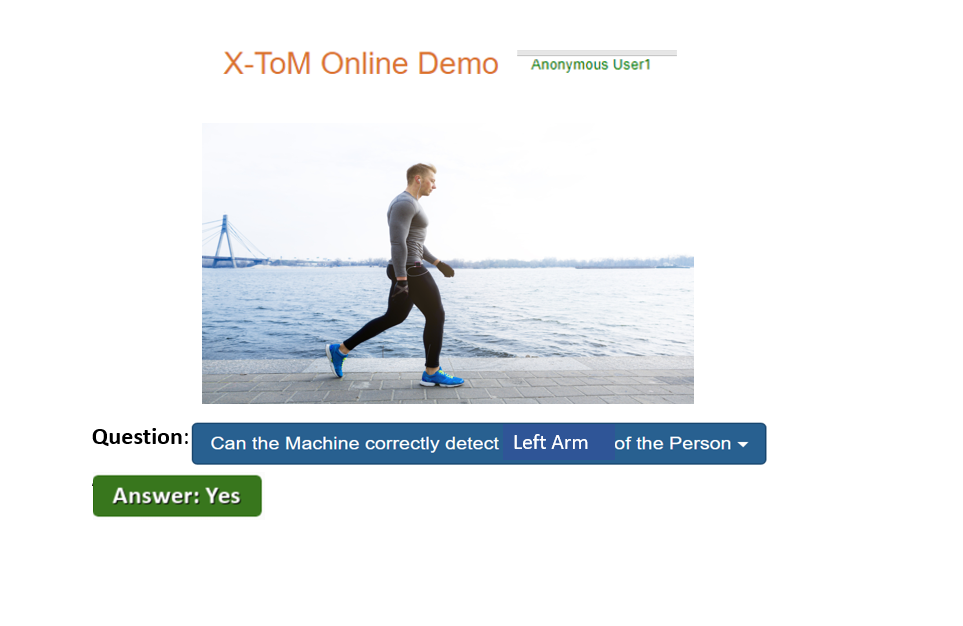 X-ToM Online Demo
Anonymous User1
Question: Can the Machine correctly detect Left Arm of the Person
Answer: Yes